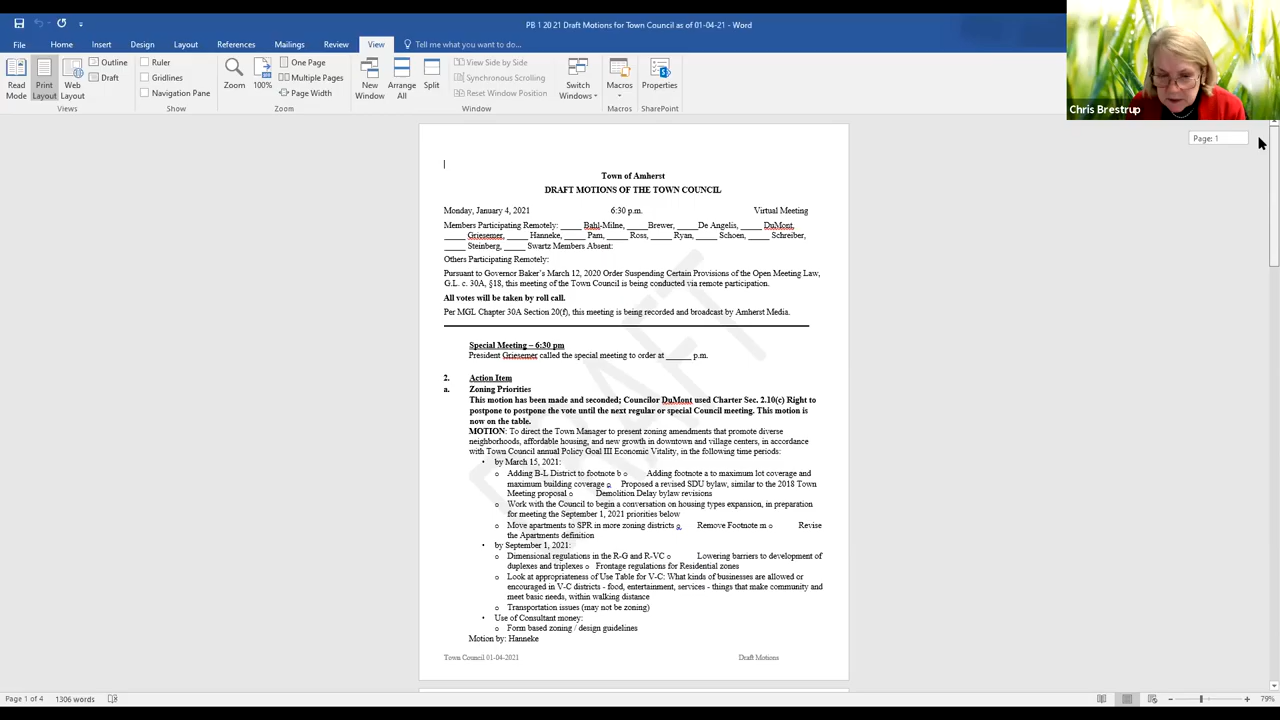 PB 1 20 21 Draft Motions for Town Council as of 01-04-21 - Word
File Home Insert Design Layout References Mailings Review View Tell me what you want to do...
Read Mode
Print Layout
Web Layout
Outline
Draft
Views
Ruler
Gridlines
Navigation Pane
Show
Zoom
100%
One Page
Multiple Pages
Page Width
Zoom
New Window
Arrange All
Split
View Side by Side
Synchronous Scrolling
Reset Window Position
Window
Switch Windows
Macros
Macros
Properties
SharePoint
Chris Brestrup
Page: 1
DRAFT
Town of Amherst
DRAFT MOTIONS OF THE TOWN COUNCIL
Monday, January 4, 2021 6:30 p.m. Virtual Meeting
Members Participating Remotely: _____ Bahl-Milne, _____Brewer, _____De Angelis, _____ DuMont,
_____ Griesemer, _____ Hanneke, _____ Pam, _____ Ross, _____ Ryan, _____ Schoen, _____ Schreiber,
_____ Steinberg, _____ Swartz Members Absent:
Others Participating Remotely:
Pursuant to Governor Baker's March 12, 2020 Order Suspending Certain Provisions of the Open Meeting Law,
G.L. c. 30A, §18, this meeting of the Town Council is being conducted via remote participation.
All votes will be taken by roll call.
Per MGL Chapter 30A Section 20(f), this meeting is being recorded and broadcast by Amherst Media.
Special Meeting – 6:30 pm
President Griesemer called the special meeting to order at ______ p.m.
2. Action Item
a. Zoning Priorities
This motion has been made and seconded; Councilor DuMont used Charter Sec. 2.10(c) Right to
postpone to postpone the vote until the next regular or special Council meeting. This motion is
now on the table.
MOTION: To direct the Town Manager to present zoning amendments that promote diverse
neighborhoods, affordable housing, and new growth in downtown and village centers, in accordance
with Town Council annual Policy Goal III Economic Vitality, in the following time periods:
• by March 15, 2021:
o Adding B-L District to footnote b o Adding footnote a to maximum lot coverage and
maximum building coverage o Proposed a revised SDU bylaw, similar to the 2018 Town
Meeting proposal o Demolition Delay bylaw revisions
o Work with the Council to begin a conversation on housing types expansion, in preparation
for meeting the September 1, 2021 priorities below
o Move apartments to SPR in more zoning districts o Remove Footnote m o Revise
the Apartments definition
• by September 1, 2021:
o Dimensional regulations in the R-G and R-VC o Lowering barriers to development of
duplexes and triplexes o Frontage regulations for Residential zones
o Look at appropriateness of Use Table for V-C: What kinds of businesses are allowed or
encouraged in V-C districts - food, entertainment, services - things that make community and
meet basic needs, within walking distance
o Transportation issues (may not be zoning)
• Use of Consultant money:
o Form based zoning / design guidelines
Motion by: Hanneke
Town Council 01-04-2021 Draft Motions
Page 1 of 4 1306 words 79%